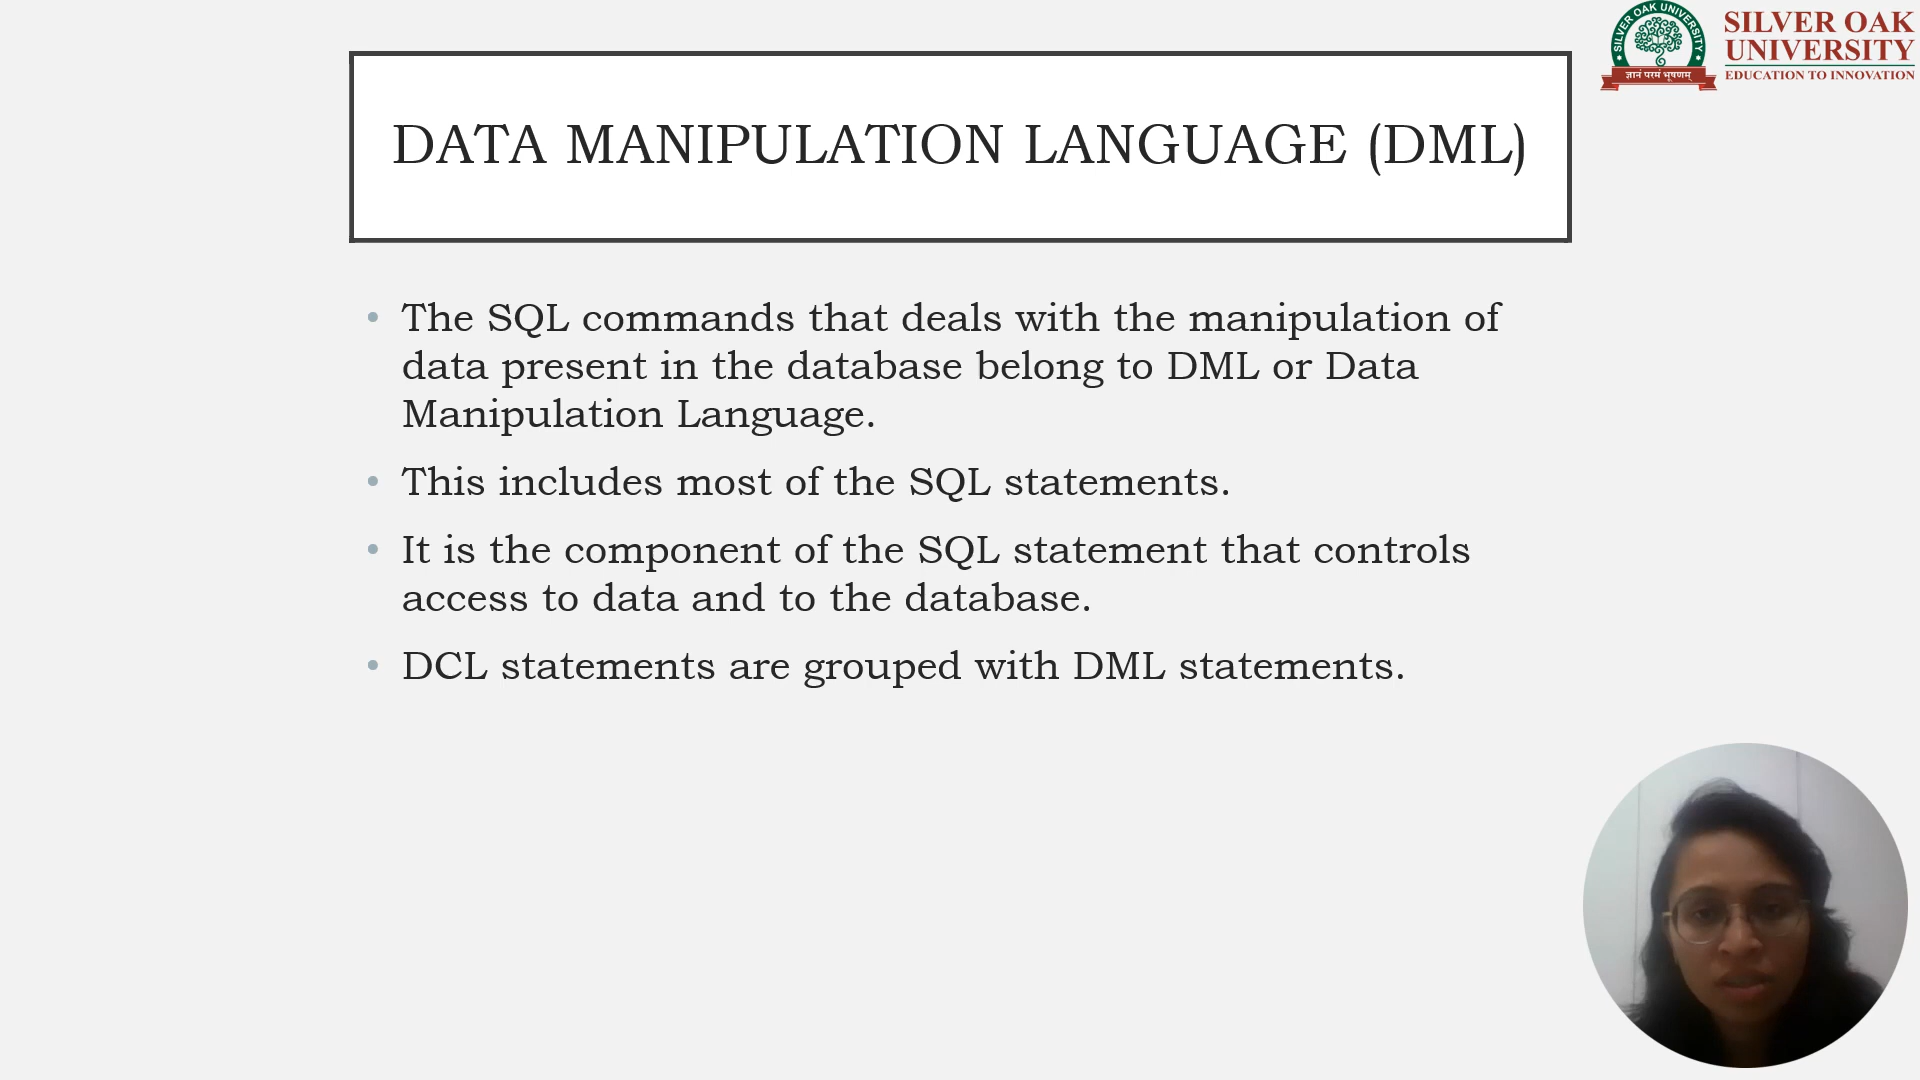 SILVER OAK UNIVERSITY
ज्ञानं परमं भूषणम्
SILVER OAK
UNIVERSITY
EDUCATION TO INNOVATION
DATA MANIPULATION LANGUAGE (DML)
• The SQL commands that deals with the manipulation of
data present in the database belong to DML or Data
Manipulation Language.
• This includes most of the SQL statements.
• It is the component of the SQL statement that controls
access to data and to the database.
• DCL statements are grouped with DML statements.